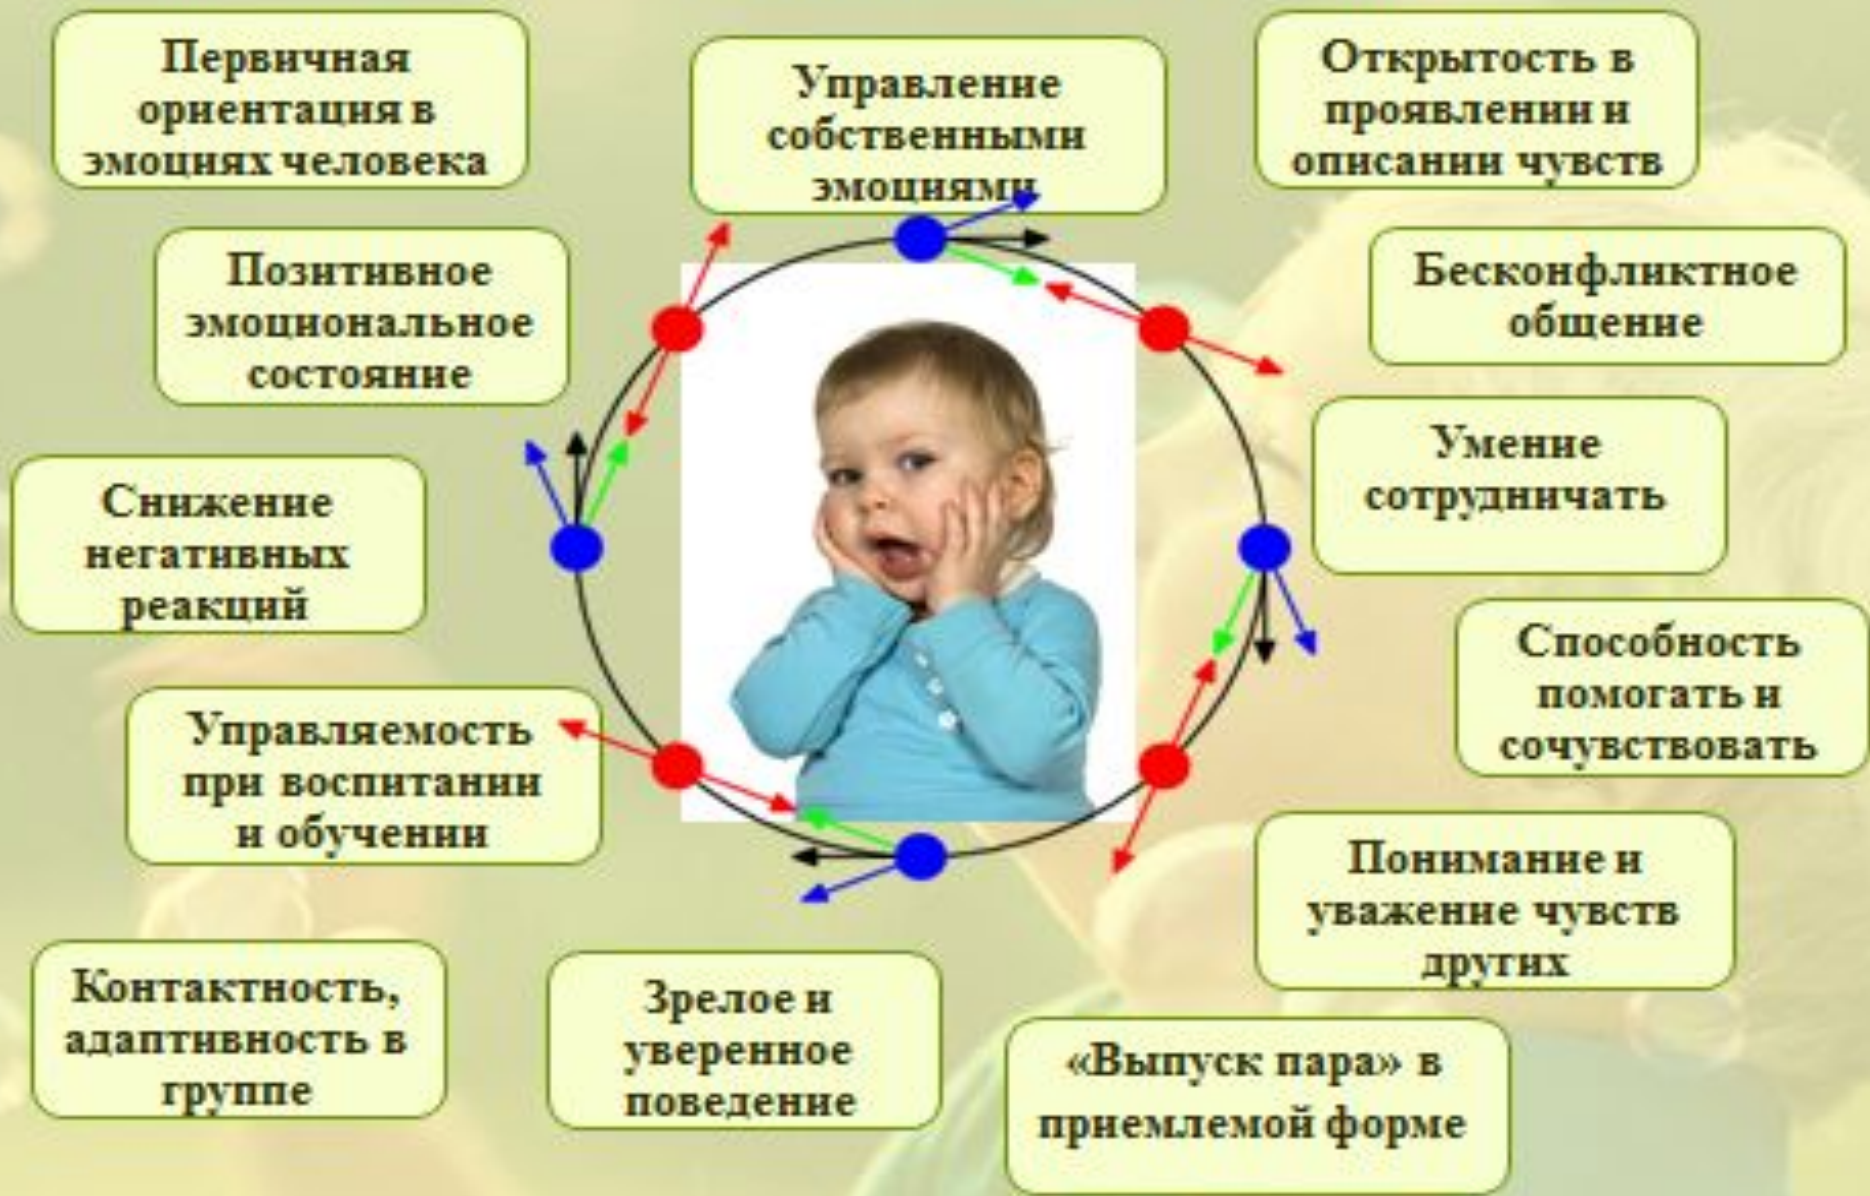 Первичная
ориентация в
эмоциях человека
Управление
собственными
эмоциями
Открытость в
проявлении и
описании чувств
Позитивное
эмоциональное
состояние
Бесконфликтное
общение
Снижение
негативных
реакций
Умение
сотрудничать
Управляемость
при воспитании
и обучении
Способность
помогать и
сочувствовать
Понимание и
уважение чувств
других
Контактность,
адаптивность в
группе
Зрелое и
уверенное
поведение
«Выпуск пара» в
приемлемой форме